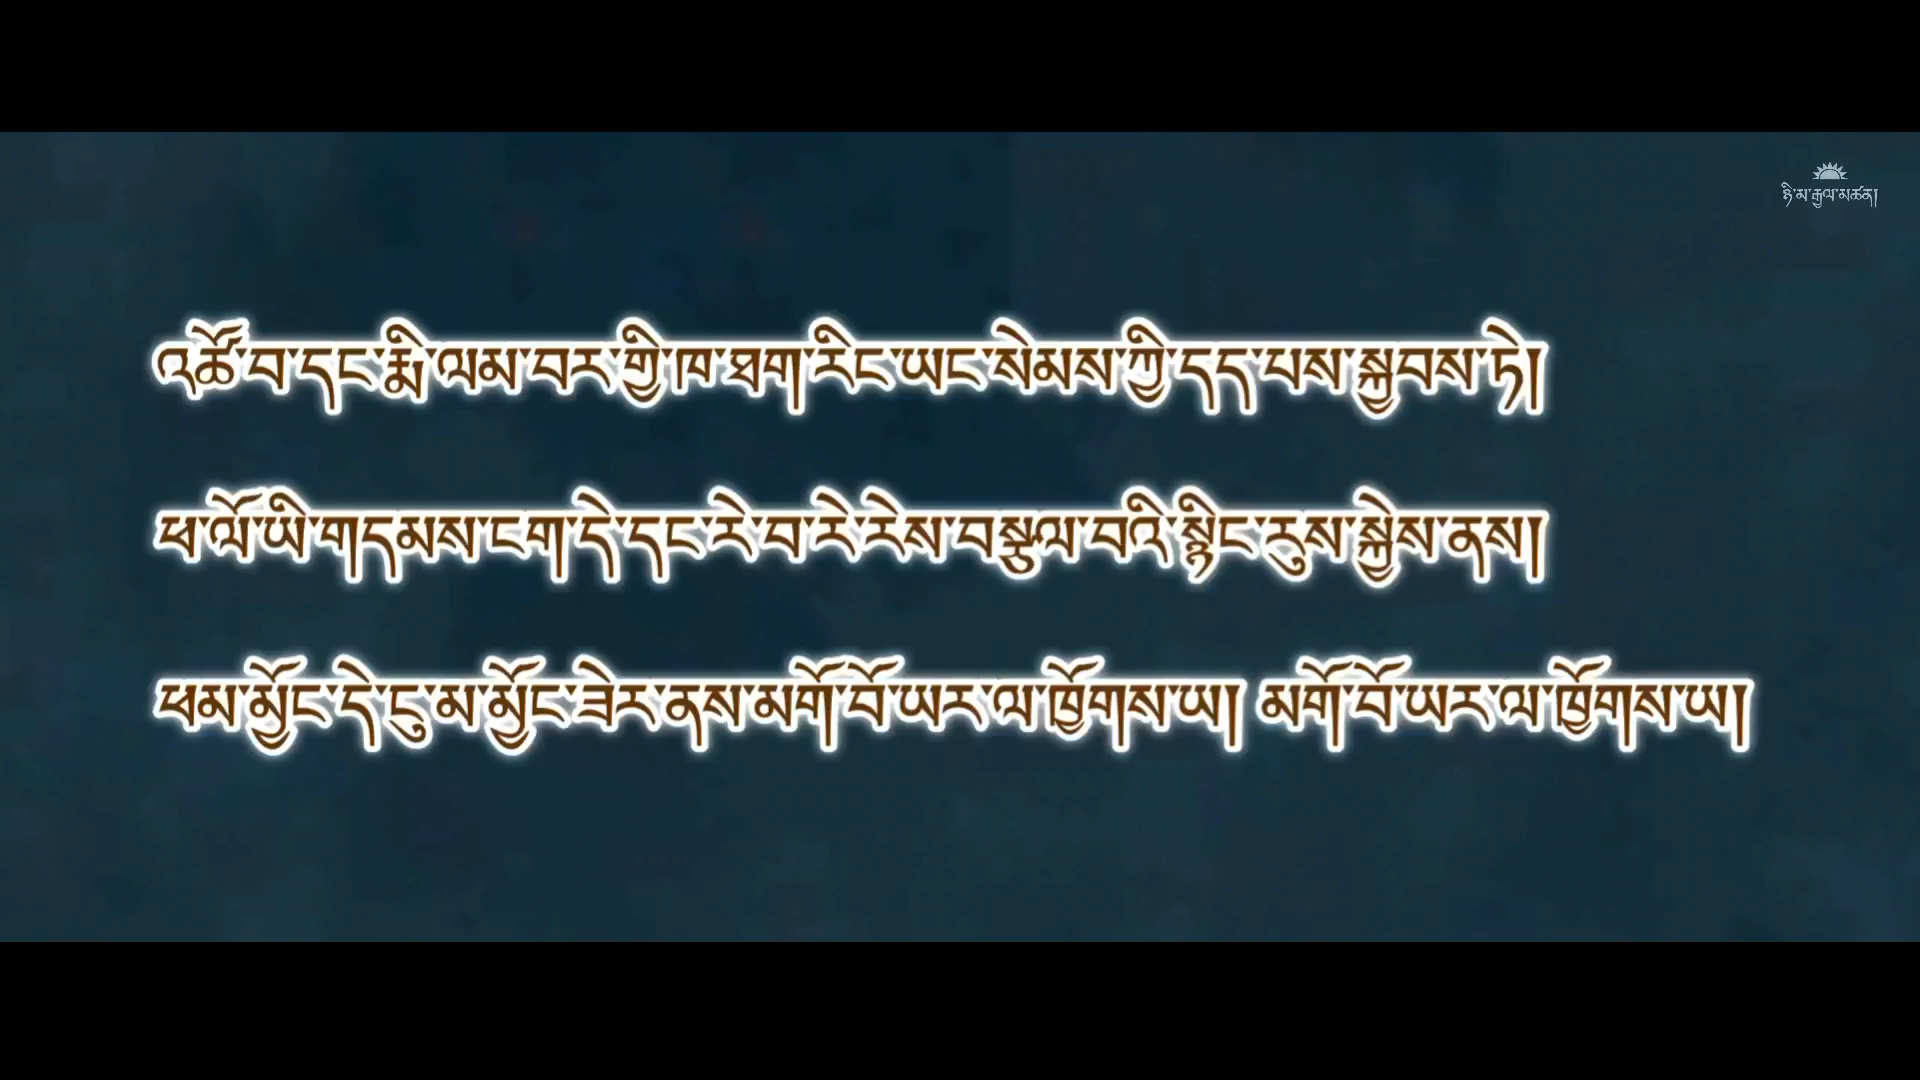 ཉི་མ་རྒྱལ་མཚན།
འཚོ་བ་དང་རྨི་ལམ་བར་གྱི་ཁ་ཐག་རིང་ཡང་སེམས་ཀྱི་དད་པས་སྐྱབས་ཏེ།
ཕ་ལོ་ཡི་གདམས་ངག་དེ་དང་རེ་བ་རེ་རེས་བསྐུལ་བའི་སྙིང་རུས་སྐྱེས་ནས།
ཕམ་མྱོང་དེ་ངུ་མ་མྱོང་ཟེར་ནས་མགོ་བོ་ཡར་ལ་ཁྱོགས་ཡ། མགོ་བོ་ཡར་ལ་ཁྱོགས་ཡ།